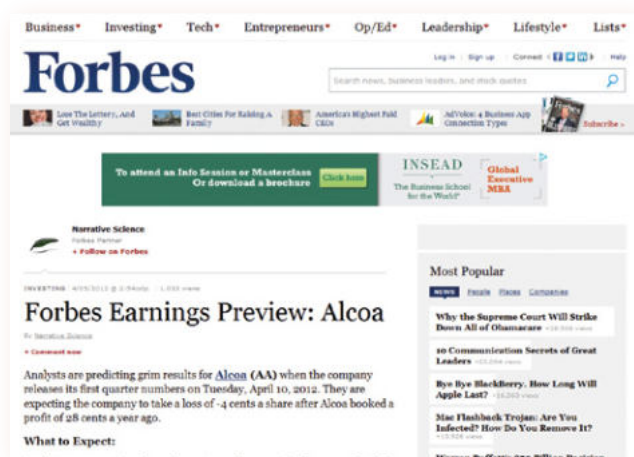 Business Investing Tech Entrepreneurs Op/Ed Leadership Lifestyle Lists
Log in Sign up Connect Help
Forbes
Search news, business leaders, and stock quotes
Lose The Lottery, And
Get Wealthy
Best Cities For Raising A
Family
America's Highest Paid
CEOs
AdVoice: 4 Business App
Connection Types
Subscribe »
To attend an Info Session or Masterclass
Or download a brochure
Click here
INSEAD
The Business School
for the World®
Global
Executive
MBA
Narrative Science
Forbes Partner
+ Follow on Forbes
INVESTING
Forbes Earnings Preview: Alcoa
By Narrative Science
+ Comment now
Analysts are predicting grim results for Alcoa (AA) when the company
releases its first quarter numbers on Tuesday, April 10, 2012. They are
expecting the company to take a loss of -4 cents a share after Alcoa booked a
profit of 28 cents a year ago.
What to Expect:
Most Popular
NEWS People Places Companies
Why the Supreme Court Will Strike
Down All of Obamacare
10 Communication Secrets of Great
Leaders
Bye Bye BlackBerry. How Long Will
Apple Last?
Mac Flashback Trojan: Are You
Infected? How Do You Remove It?